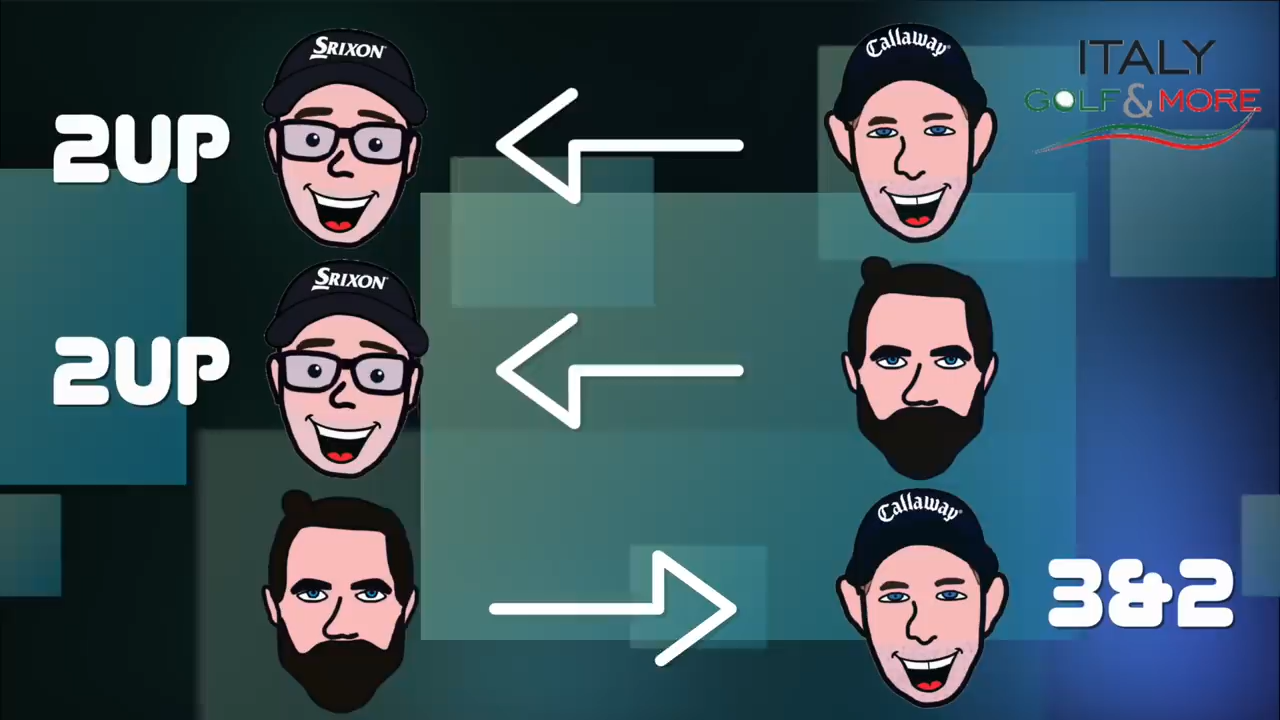 SRIXON
Callaway
ITALY
GOLF & MORE
2UP
SRIXON
2UP
Callaway
3&2